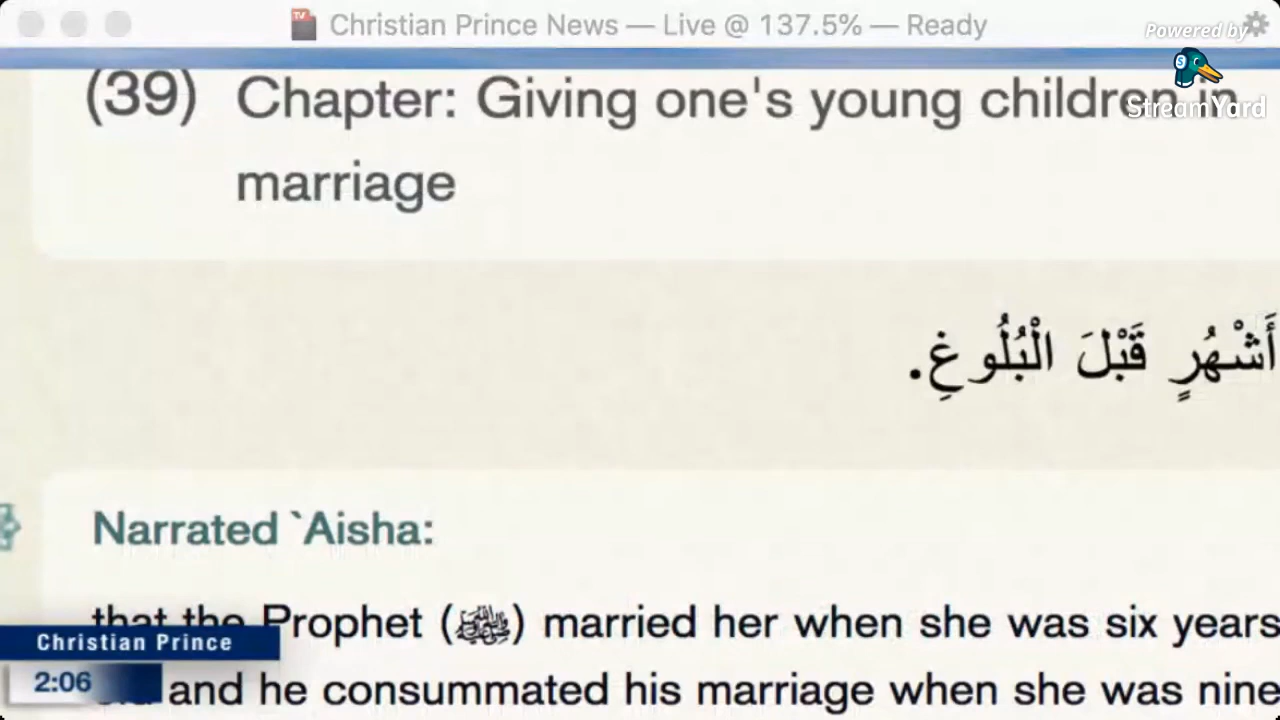 Christian Prince News — Live @ 137.5% — Ready
Powered by
StreamYard
(39) Chapter: Giving one's young children in
marriage
أَشْهُرٍ قَبْلَ الْبُلُوغِ.
Narrated `Aisha:
that the Prophet (ﷺ) married her when she was six years
and he consummated his marriage when she was nine
Christian Prince
2:06